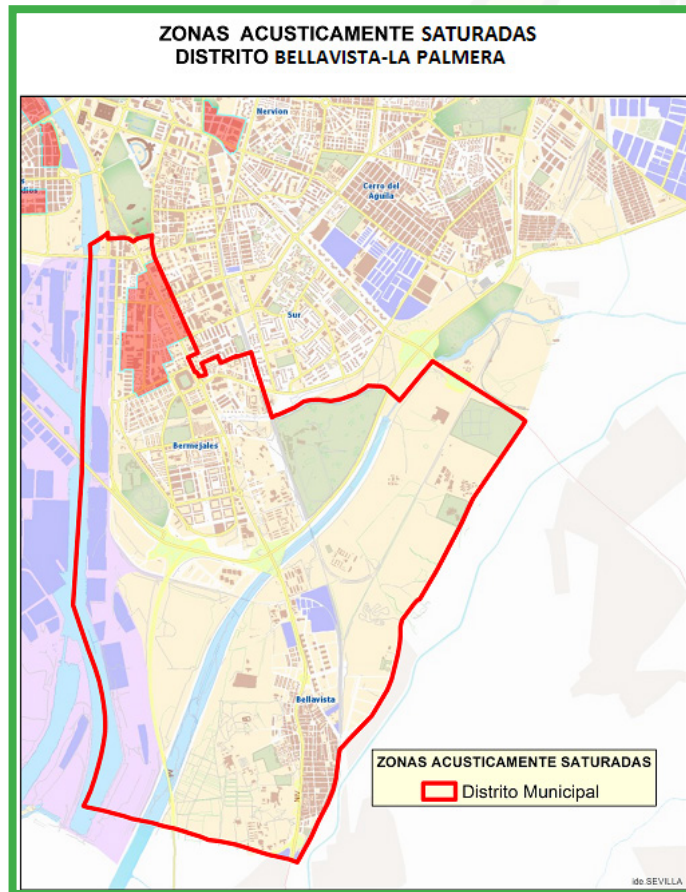 ZONAS ACUSTICAMENTE SATURADAS
DISTRITO BELLAVISTA-LA PALMERA
Nervion
Cerro del
Aguila
Sur
Bermejales
Bellavista
ZONAS ACUSTICAMENTE SATURADAS
Distrito Municipal
ide.SEVILLA